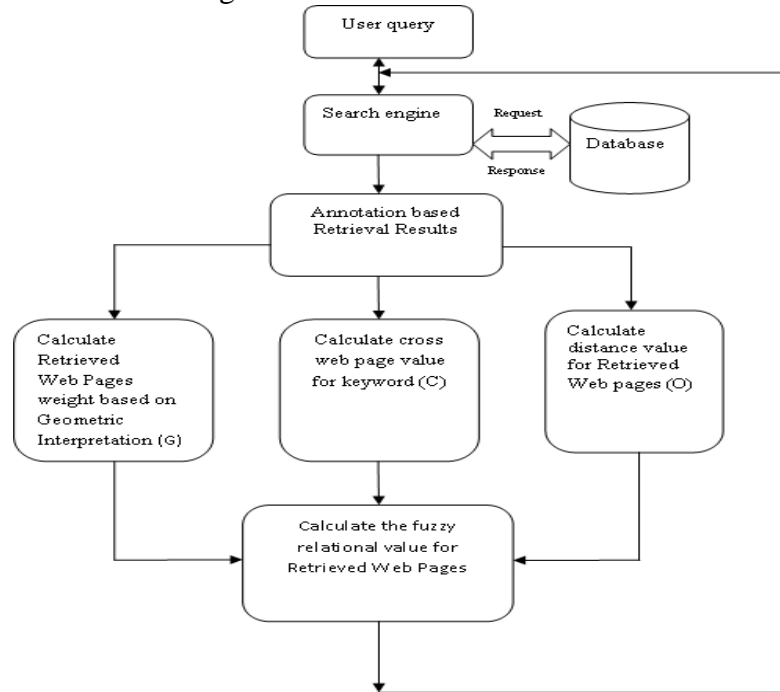 User query
Search engine
Request
Database
Response
Annotation based
Retrieval Results
Calculate
Retrieved
Web Pages
weight based on
Geometric
Interpretation (G)
Calculate cross
web page value
for keyword (C)
Calculate
distance value
for Retrieved
Web pages (O)
Calculate the fuzzy
relational value for
Retrieved Web Pages